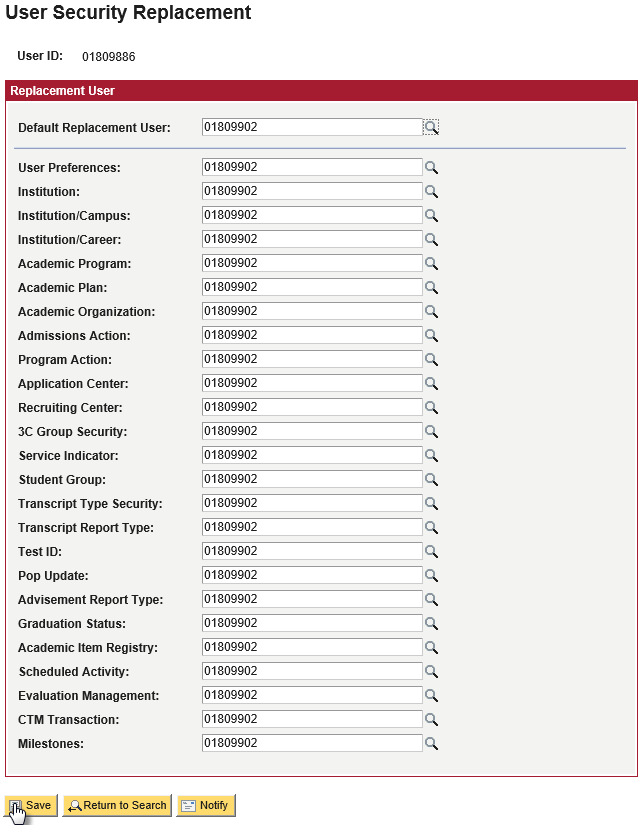 User Security Replacement
User ID: 01809886
Replacement User
Default Replacement User: 01809902
User Preferences: 01809902
Institution: 01809902
Institution/Campus: 01809902
Institution/Career: 01809902
Academic Program: 01809902
Academic Plan: 01809902
Academic Organization: 01809902
Admissions Action: 01809902
Program Action: 01809902
Application Center: 01809902
Recruiting Center: 01809902
3C Group Security: 01809902
Service Indicator: 01809902
Student Group: 01809902
Transcript Type Security: 01809902
Transcript Report Type: 01809902
Test ID: 01809902
Pop Update: 01809902
Advisement Report Type: 01809902
Graduation Status: 01809902
Academic Item Registry: 01809902
Scheduled Activity: 01809902
Evaluation Management: 01809902
CTM Transaction: 01809902
Milestones: 01809902
Save Return to Search Notify